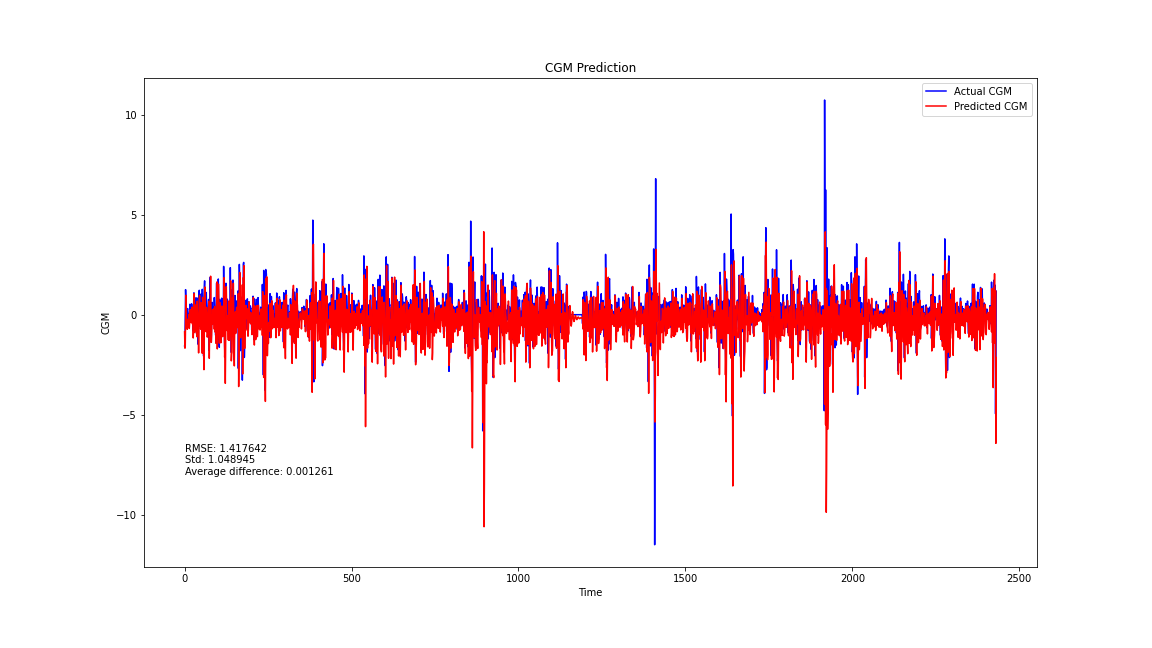 CGM Prediction
Actual CGM
Predicted CGM
10
5
0
−5
−10
CGM
RMSE: 1.417642
Std: 1.048945
Average difference: 0.001261
0
500
1000
1500
2000
2500
Time